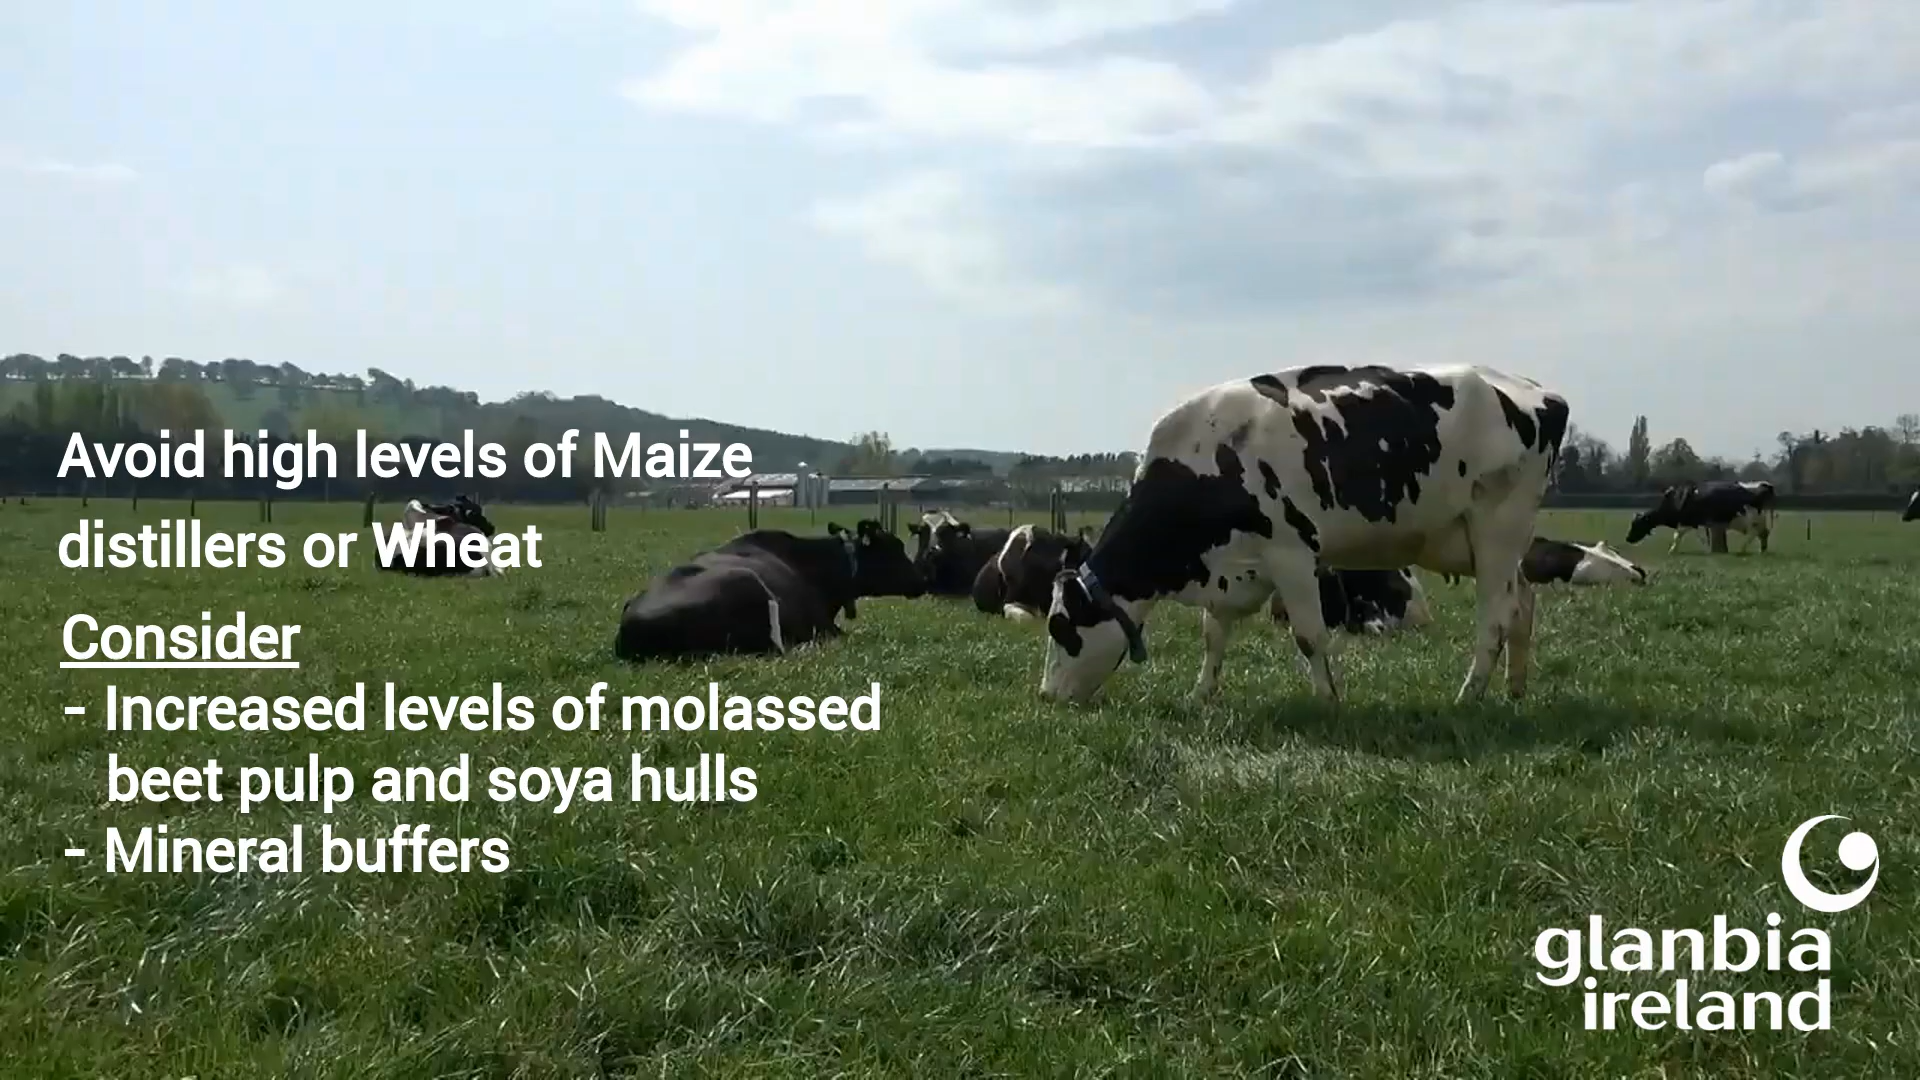 Avoid high levels of Maize
distillers or Wheat
Consider
- Increased levels of molassed
beet pulp and soya hulls
- Mineral buffers
glanbia
ireland